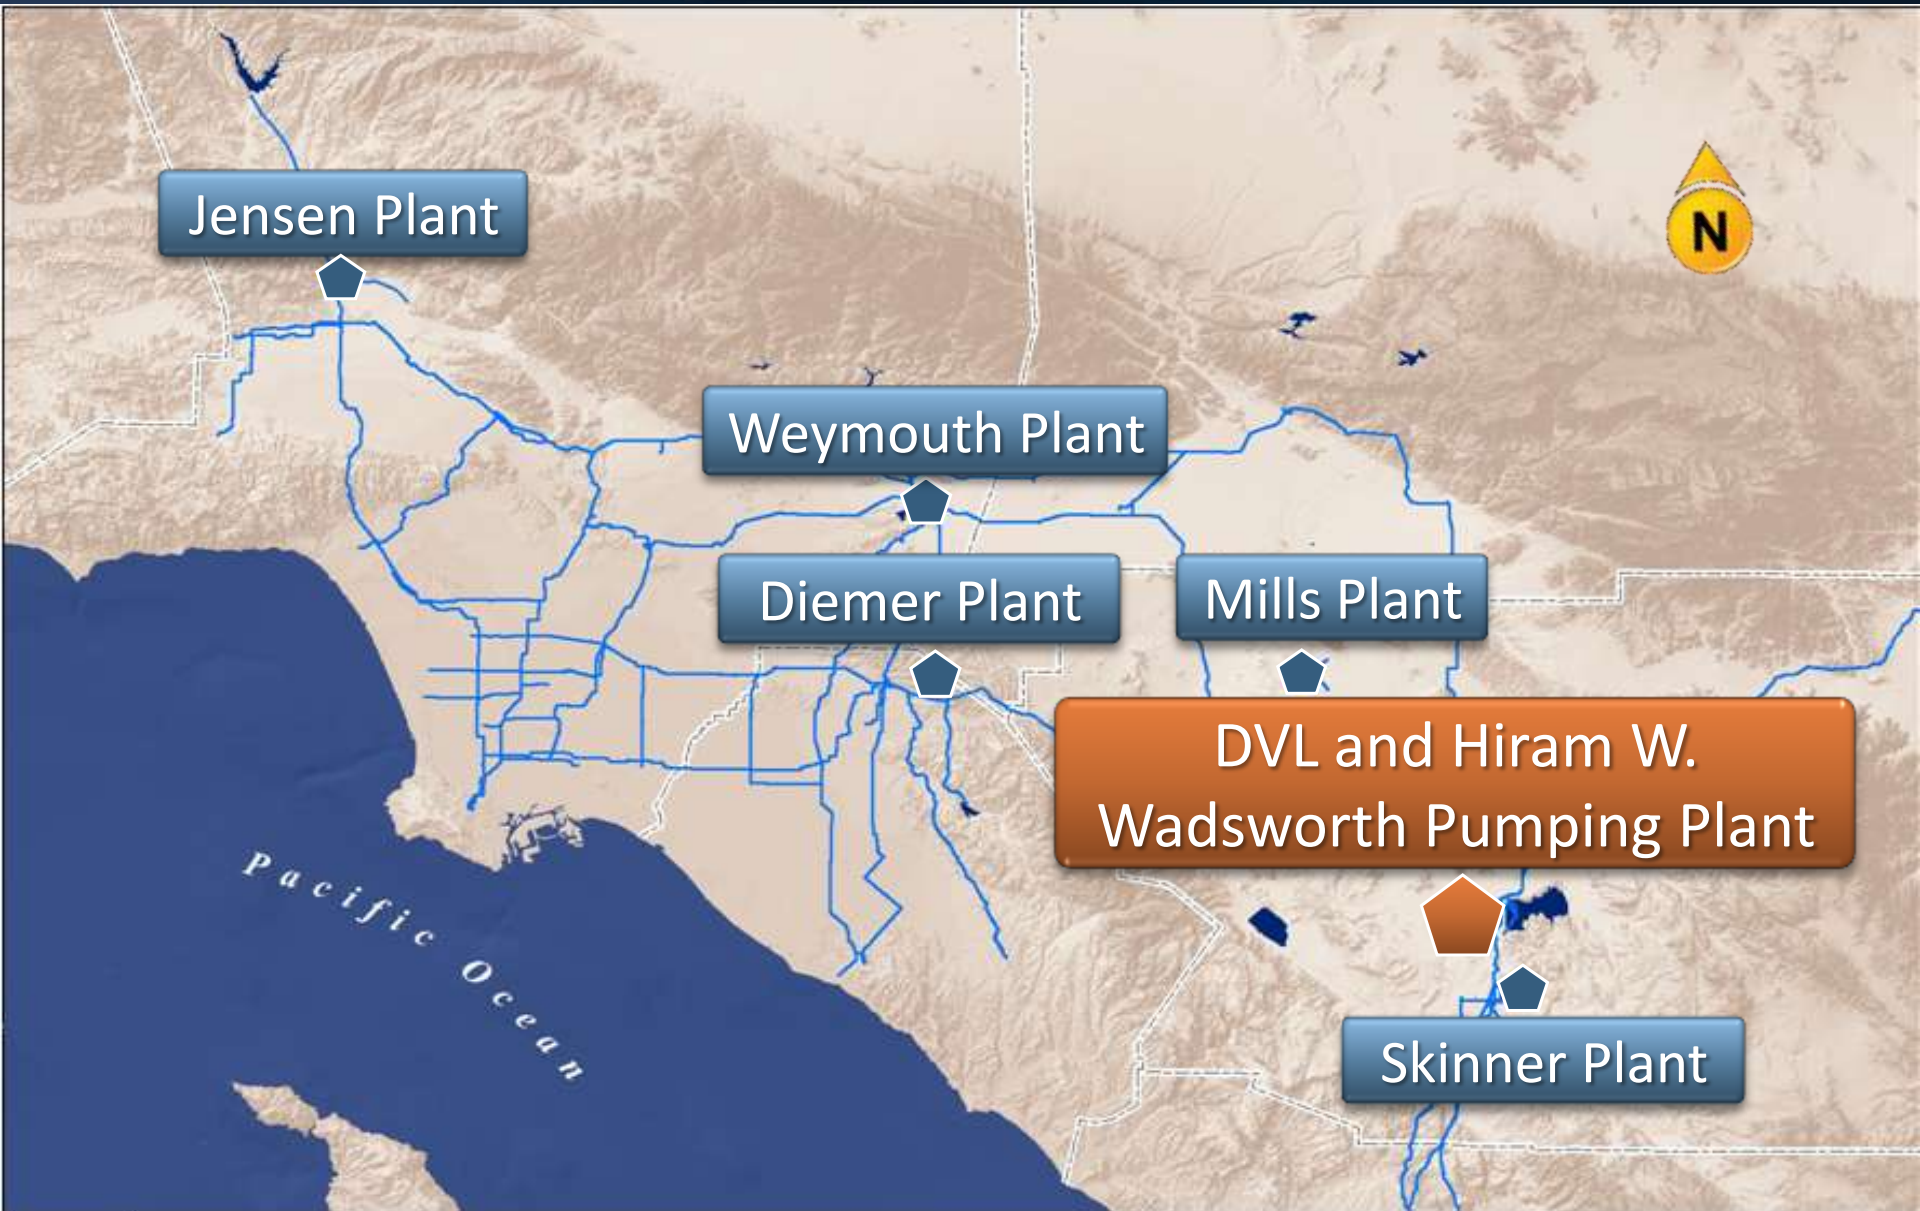 Jensen Plant
N
Weymouth Plant
Diemer Plant
Mills Plant
DVL and Hiram W.
Wadsworth Pumping Plant
Pacific Ocean
Skinner Plant